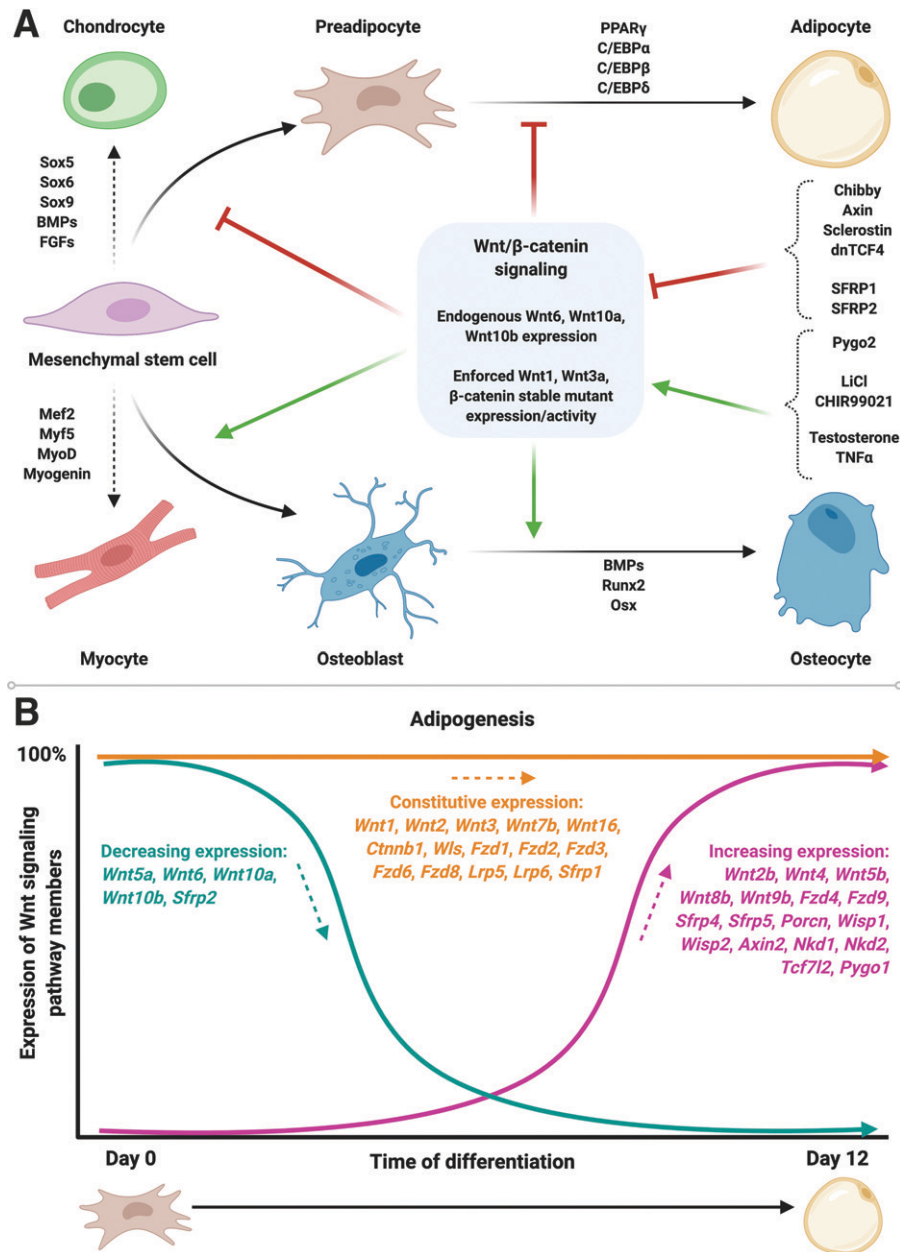 A
Chondrocyte
Preadipocyte
PPARγ
C/EBPα
C/EBPβ
C/EBPδ
Adipocyte
Sox5
Sox6
Sox9
BMPs
FGFs
Mesenchymal stem cell
Wnt/β-catenin
signaling
Endogenous Wnt6, Wnt10a,
Wnt10b expression
Enforced Wnt1, Wnt3a,
β-catenin stable mutant
expression/activity
Chibby
Axin
Sclerostin
dnTCF4
SFRP1
SFRP2
Pygo2
LiCl
CHIR99021
Testosterone
TNFα
Mef2
Myf5
MyoD
Myogenin
BMPs
Runx2
Osx
Myocyte
Osteoblast
Osteocyte
B
Adipogenesis
Expression of Wnt signaling
pathway members
100%
Decreasing expression:
Wnt5a, Wnt6, Wnt10a,
Wnt10b, Sfrp2
Constitutive expression:
Wnt1, Wnt2, Wnt3, Wnt7b, Wnt16,
Ctnnb1, Wls, Fzd1, Fzd2, Fzd3,
Fzd6, Fzd8, Lrp5, Lrp6, Sfrp1
Increasing expression:
Wnt2b, Wnt4, Wnt5b,
Wnt8b, Wnt9b, Fzd4, Fzd9,
Sfrp4, Sfrp5, Porcn, Wisp1,
Wisp2, Axin2, Nkd1, Nkd2,
Tcf7l2, Pygo1
Day 0
Time of differentiation
Day 12